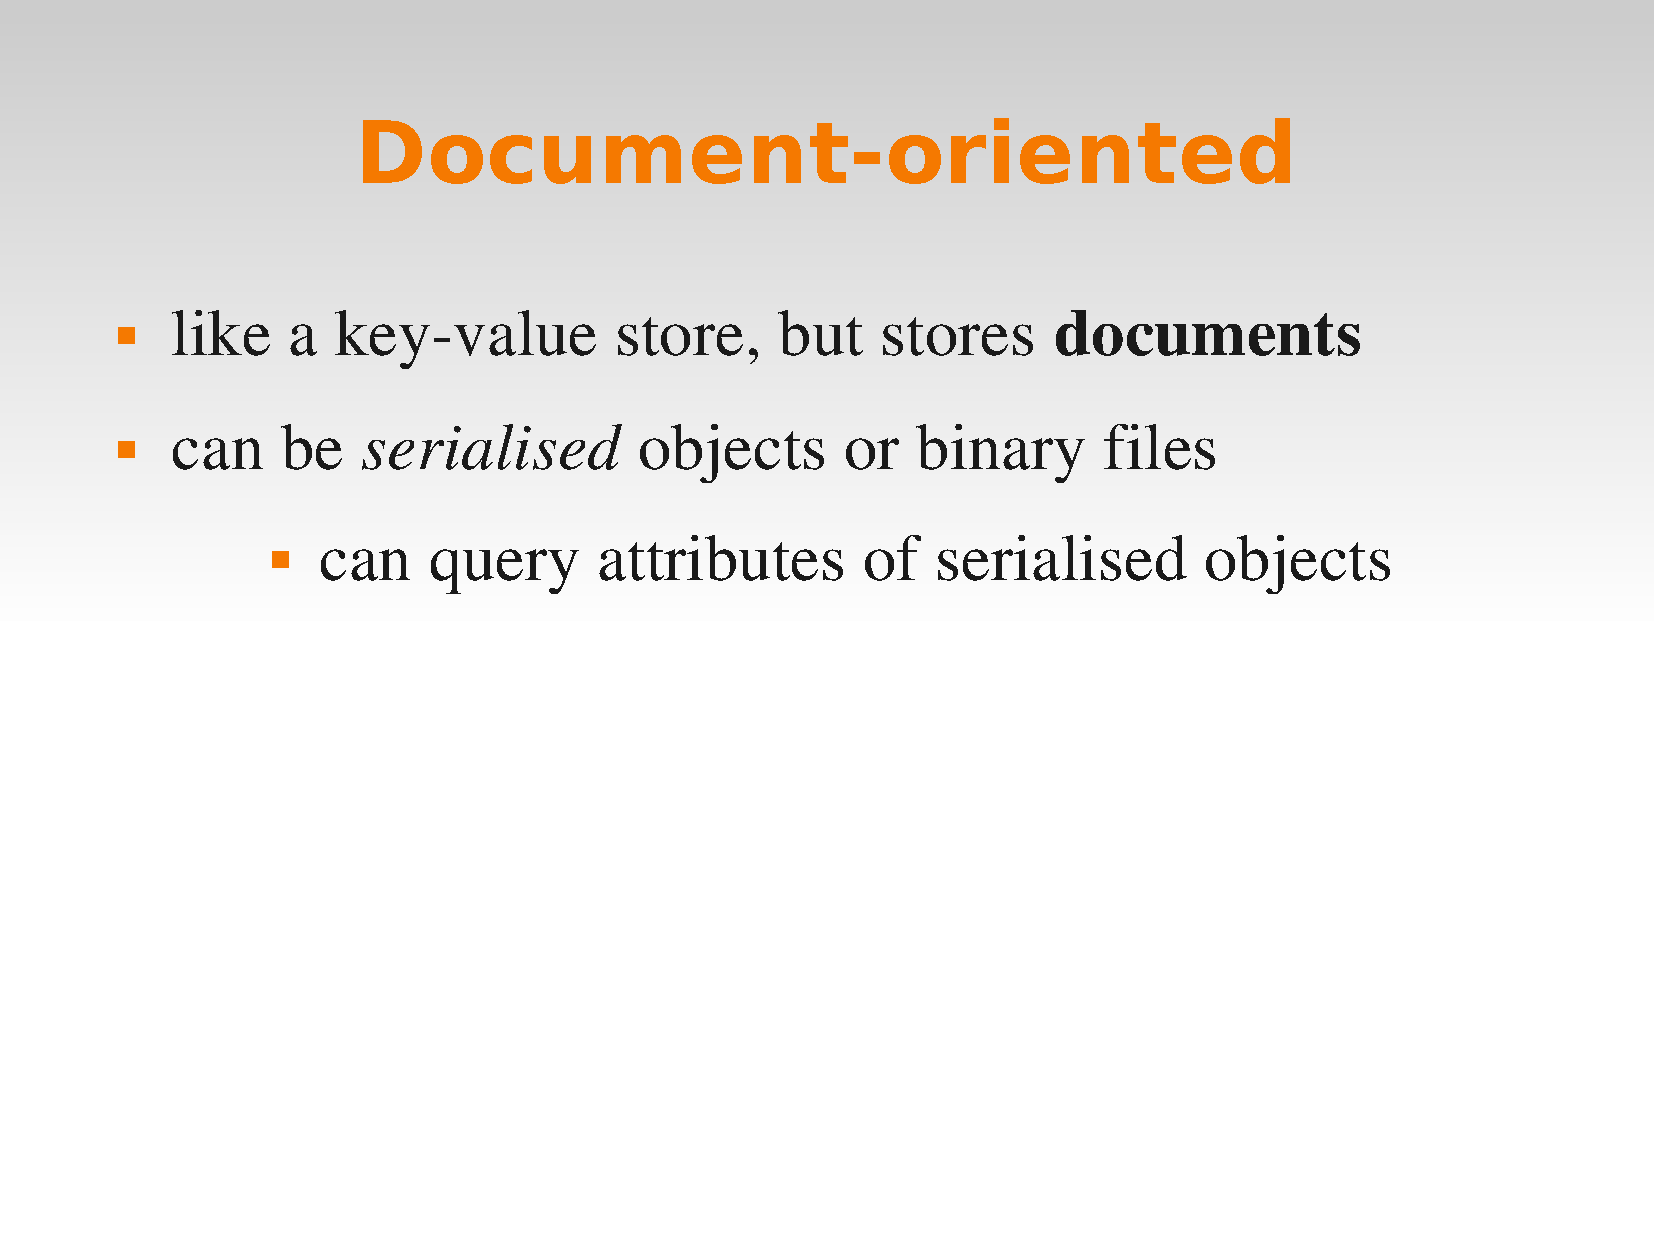 Document-oriented
like a key-value store, but stores documents
can be serialised objects or binary files
can query attributes of serialised objects